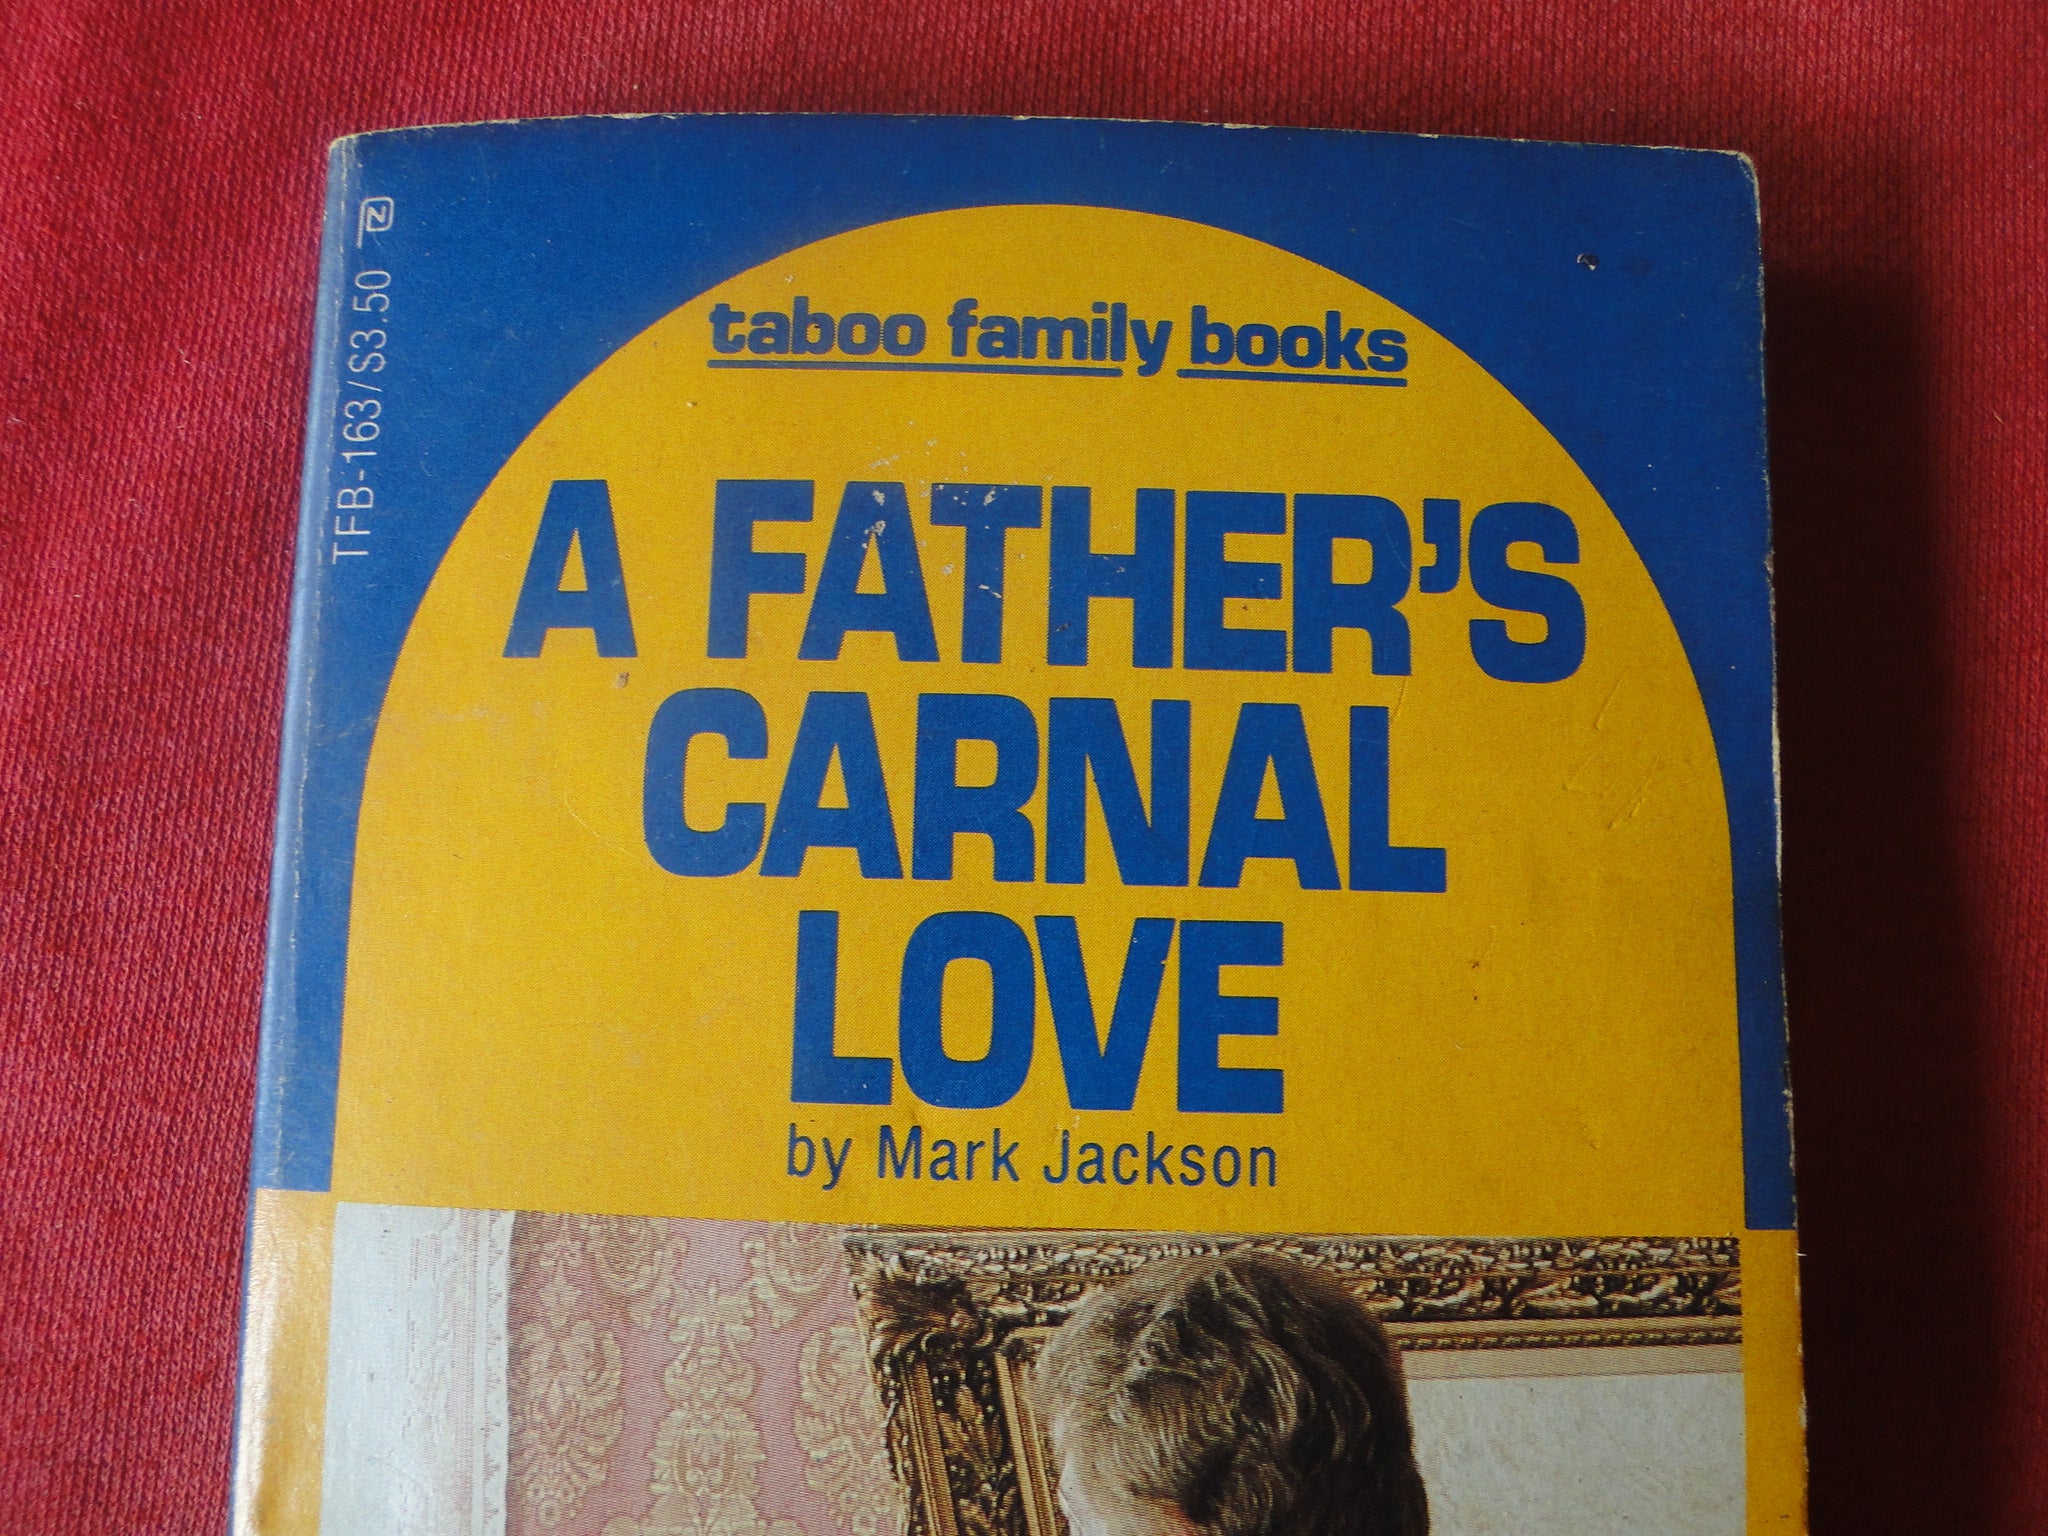 TFB-163/$3.50
taboo family books
A FATHER'S
CARNAL
LOVE
by Mark Jackson